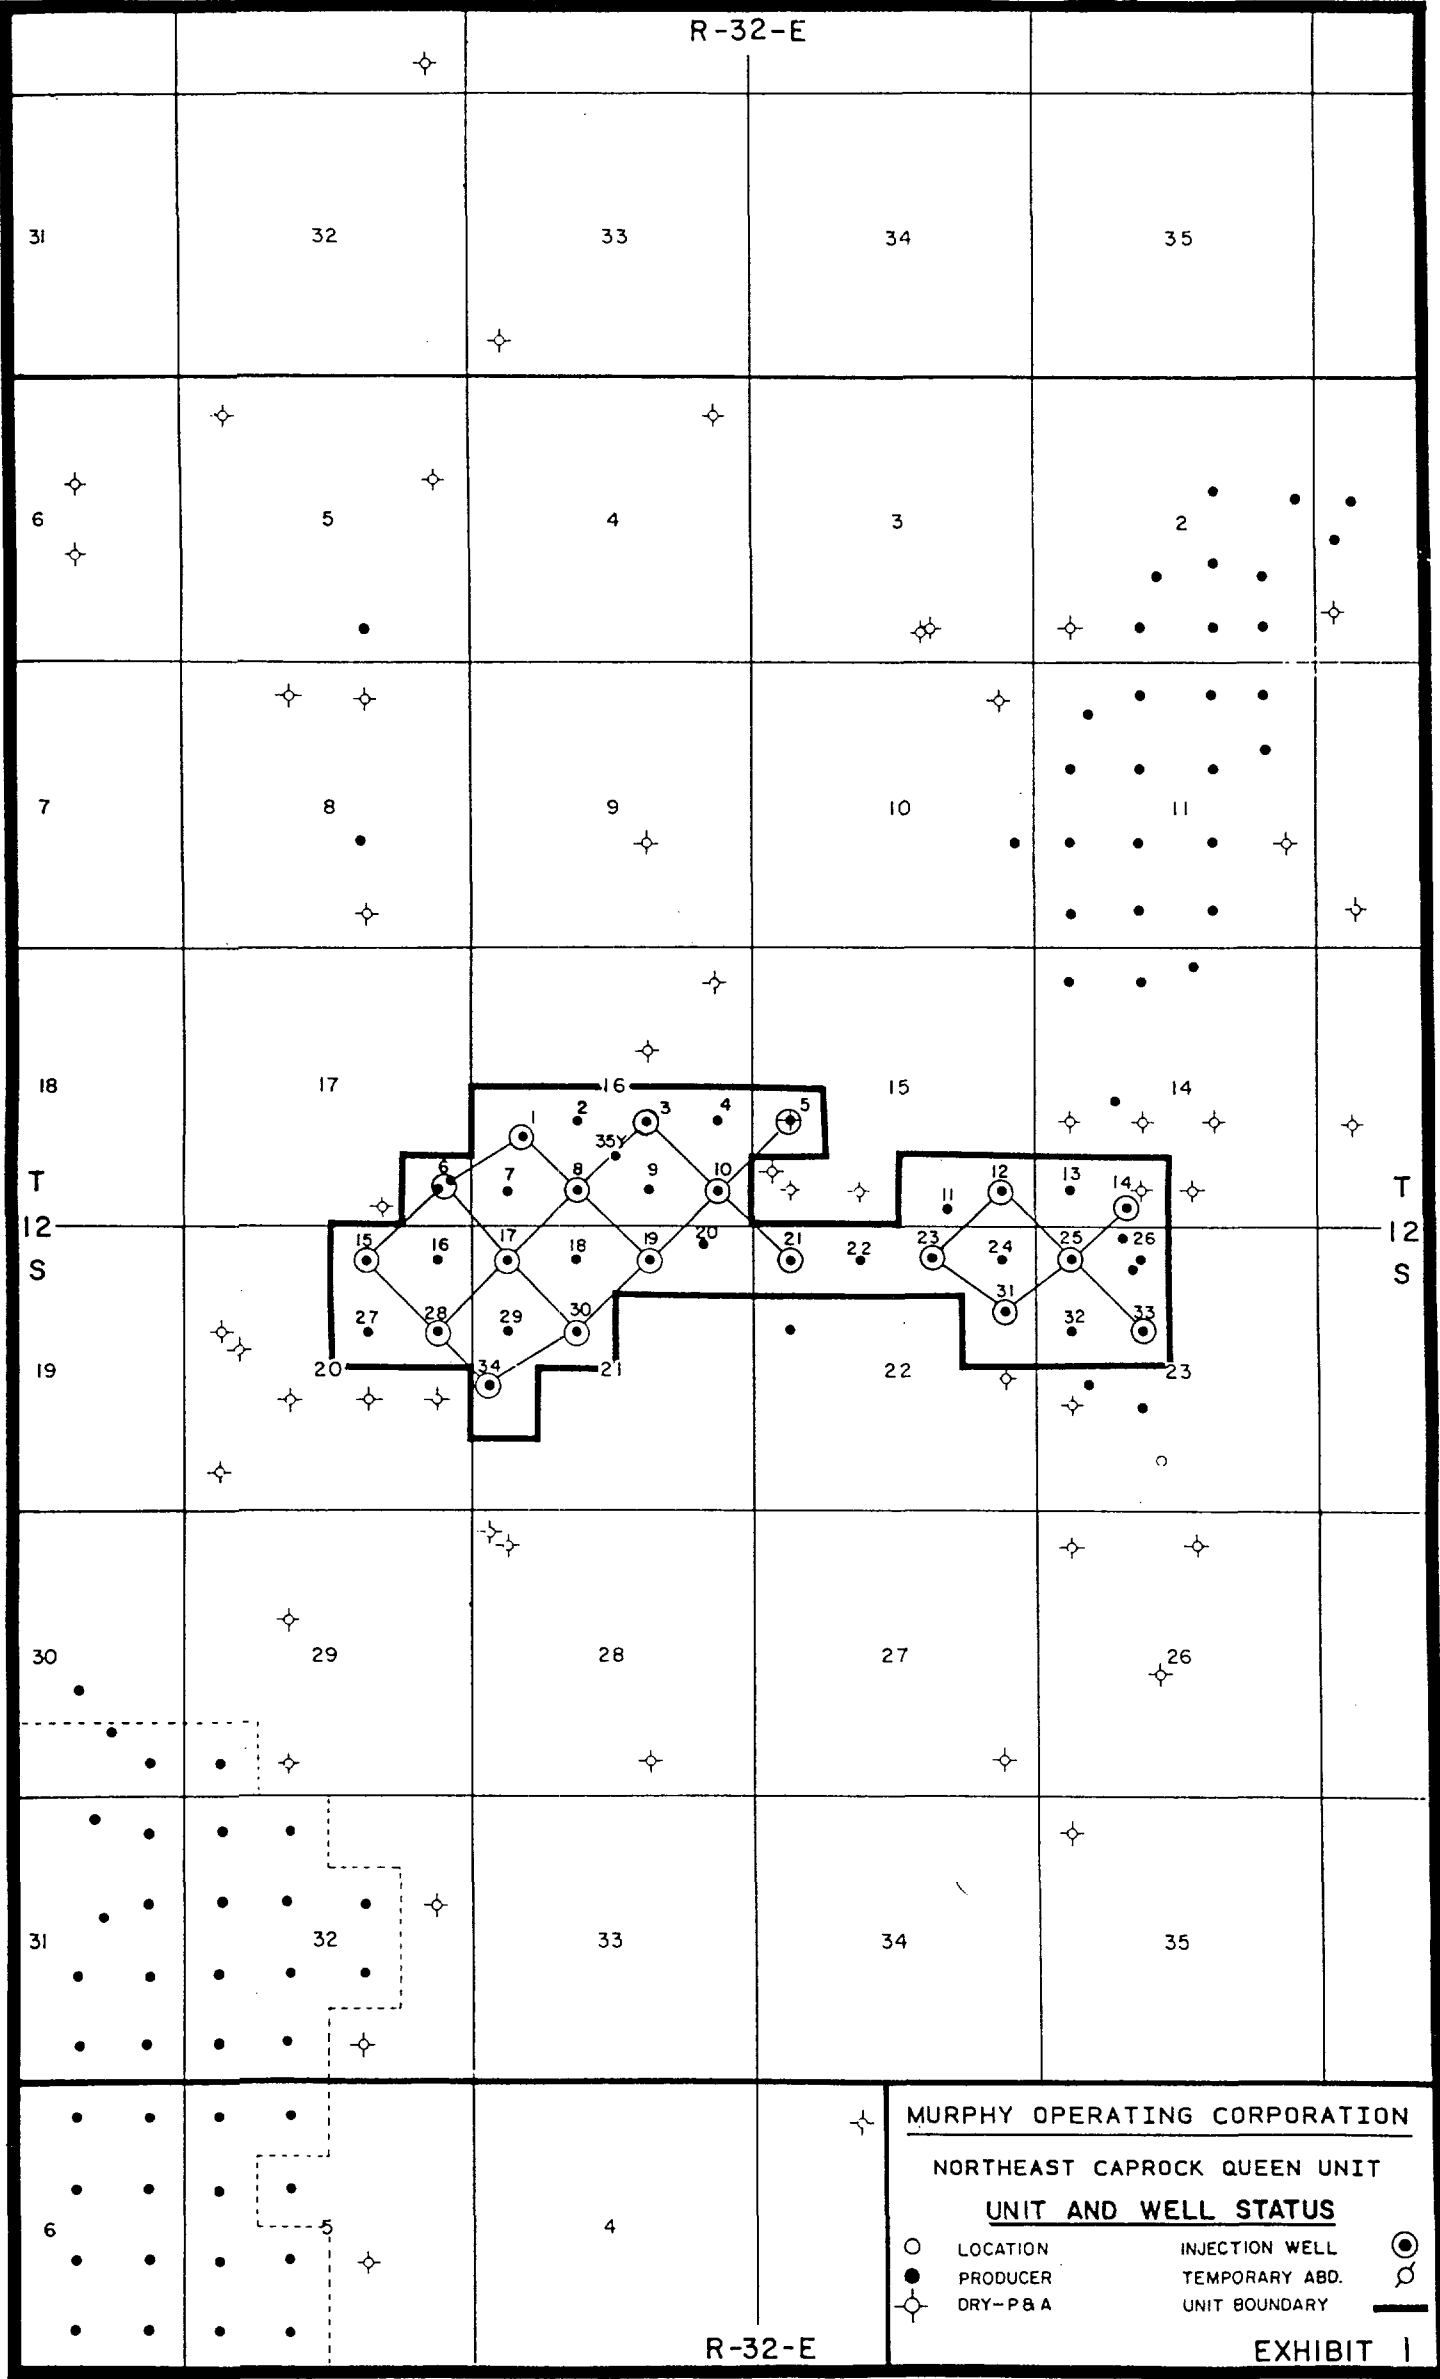 R-32-E
31 32 33 34 35
6 5 4 3 2
7 8 9 10 11
18 17 16 15 14
1 2 3 4 5
35Y
6 7 8 9 10 11 12 13 14
T T
12 12
S S
15 16 17 18 19 20 21 22 23 24 25 26
27 28 29 30 31 32 33
34
19 20 21 22 23
30 29 28 27 26
31 32 33 34 35
6 5 4
R-32-E
MURPHY OPERATING CORPORATION
NORTHEAST CAPROCK QUEEN UNIT
UNIT AND WELL STATUS
LOCATION INJECTION WELL
PRODUCER TEMPORARY ABD.
DRY-P&A UNIT BOUNDARY
EXHIBIT 1